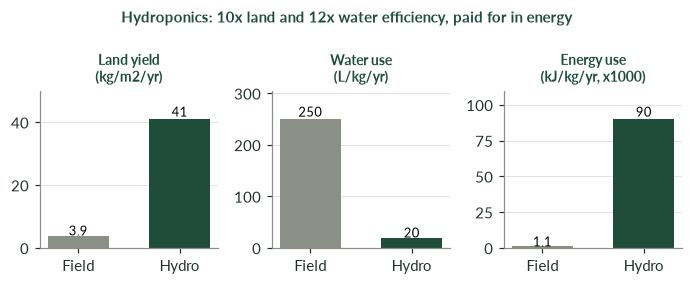 Hydroponics: 10x land and 12x water efficiency, paid for in energy
Land yield
(kg/m2/yr)
40
20
0
3.9
41
Field
Hydro
Water use
(L/kg/yr)
300
200
100
0
250
20
Field
Hydro
Energy use
(kJ/kg/yr, x1000)
100
75
50
25
0
1.1
90
Field
Hydro